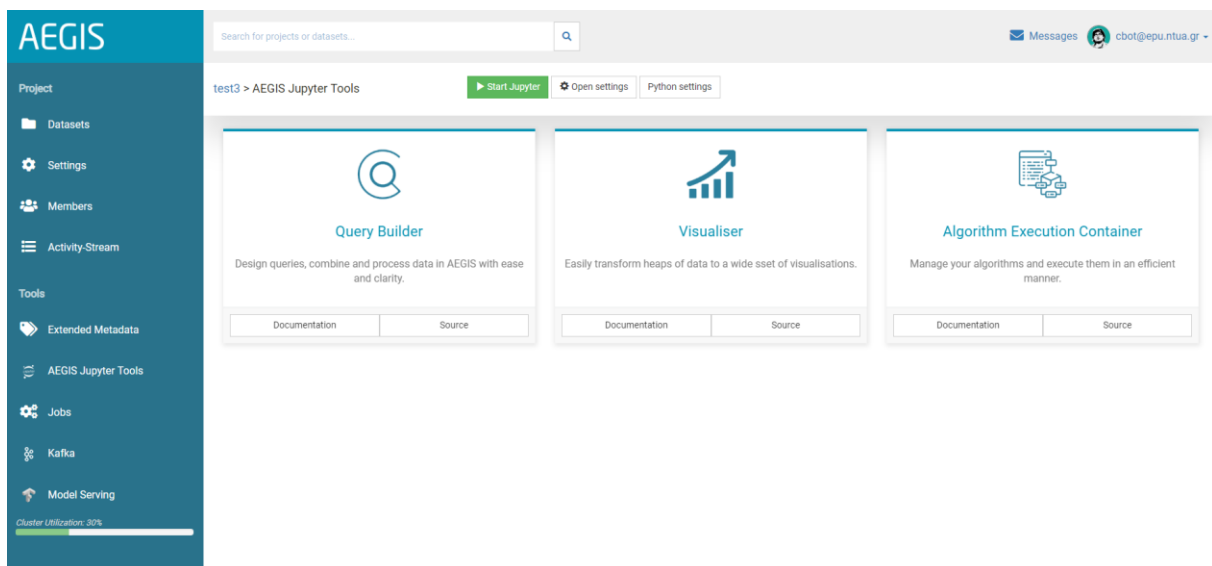 AEGIS
Search for projects or datasets...
Messages
cbot@epu.ntua.gr
Project
Datasets
Settings
Members
Activity-Stream
Tools
Extended Metadata
AEGIS Jupyter Tools
Jobs
Kafka
Model Serving
Cluster Utilization: 30%
test3 > AEGIS Jupyter Tools
Start Jupyter
Open settings
Python settings
Query Builder
Design queries, combine and process data in AEGIS with ease
and clarity.
Documentation
Source
Visualiser
Easily transform heaps of data to a wide sset of visualisations.
Documentation
Source
Algorithm Execution Container
Manage your algorithms and execute them in an efficient
manner.
Documentation
Source